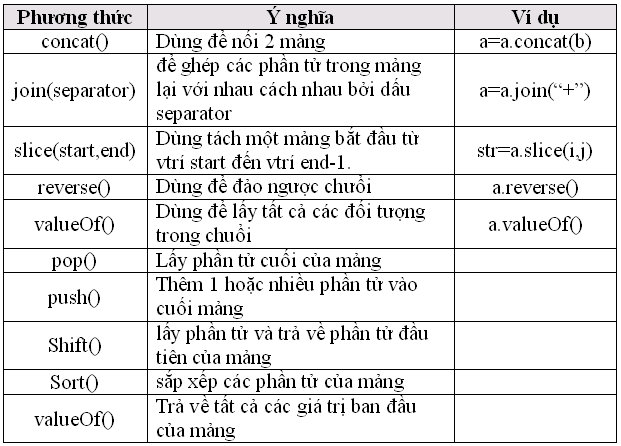 Phương thức Ý nghĩa Ví dụ
concat() Dùng để nối 2 mảng a=a.concat(b)
join(separator) để ghép các phần tử trong mảng
lại với nhau cách nhau bởi dấu
separator a=a.join(“+”)
slice(start,end) Dùng tách một mảng bắt đầu từ
vtrí start đến vtrí end-1. str=a.slice(i,j)
reverse() Dùng để đảo ngược chuỗi a.reverse()
valueOf() Dùng để lấy tất cả các đối tượng
trong chuỗi a.valueOf()
pop() Lấy phần tử cuối của mảng
push() Thêm 1 hoặc nhiều phần tử vào
cuối mảng
Shift() lấy phần tử và trả về phần tử đầu
tiên của mảng
Sort() sắp xếp các phần tử của mảng
valueOf() Trả về tất cả các giá trị ban đầu
của mảng